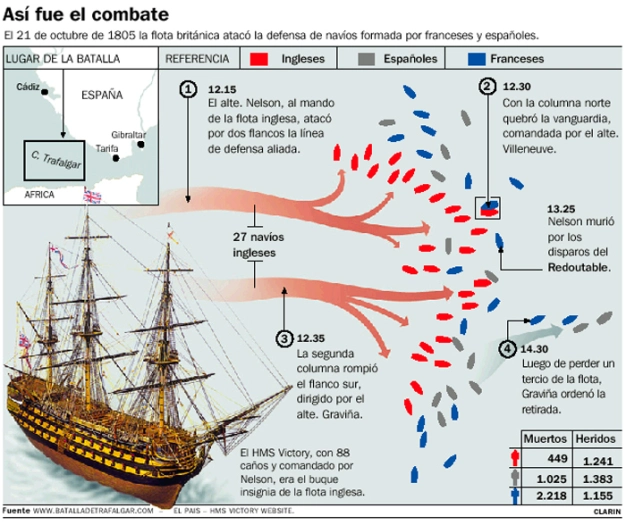 Así fue el combate
El 21 de octubre de 1805 la flota británica atacó la defensa de navíos formada por franceses y españoles.
LUGAR DE LA BATALLA
REFERENCIA
Ingleses
Españoles
Franceses
Cádiz
ESPAÑA
Gibraltar
Tarifa
C. Trafalgar
AFRICA
1 12.15
El alte. Nelson, al mando
de la flota inglesa, atacó
por dos flancos la línea
de defensa aliada.
2 12.30
Con la columna norte
quebró la vanguardia,
comandada por el alte.
Villeneuve.
13.25
Nelson murió
por los
disparos del
Redoutable.
27 navíos
ingleses
3 12.35
La segunda
columna rompió
el flanco sur,
dirigido por el
alte. Graviña.
4 14.30
Luego de perder un
tercio de la flota,
Graviña ordenó la
retirada.
El HMS Victory, con 88
caños y comandado por
Nelson, era el buque
insignia de la flota inglesa.
Muertos Heridos
449 1.241
1.025 1.383
2.218 1.155
Fuente WWW.BATALLADETRAFALGAR.COM - EL PAIS - HMS VICTORY WEBSITE.
CLARIN